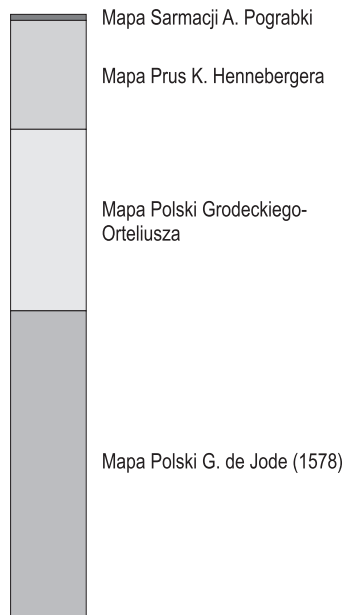 Mapa Sarmacji A. Pograbki
Mapa Prus K. Hennebergera
Mapa Polski Grodeckiego-
Orteliusza
Mapa Polski G. de Jode (1578)